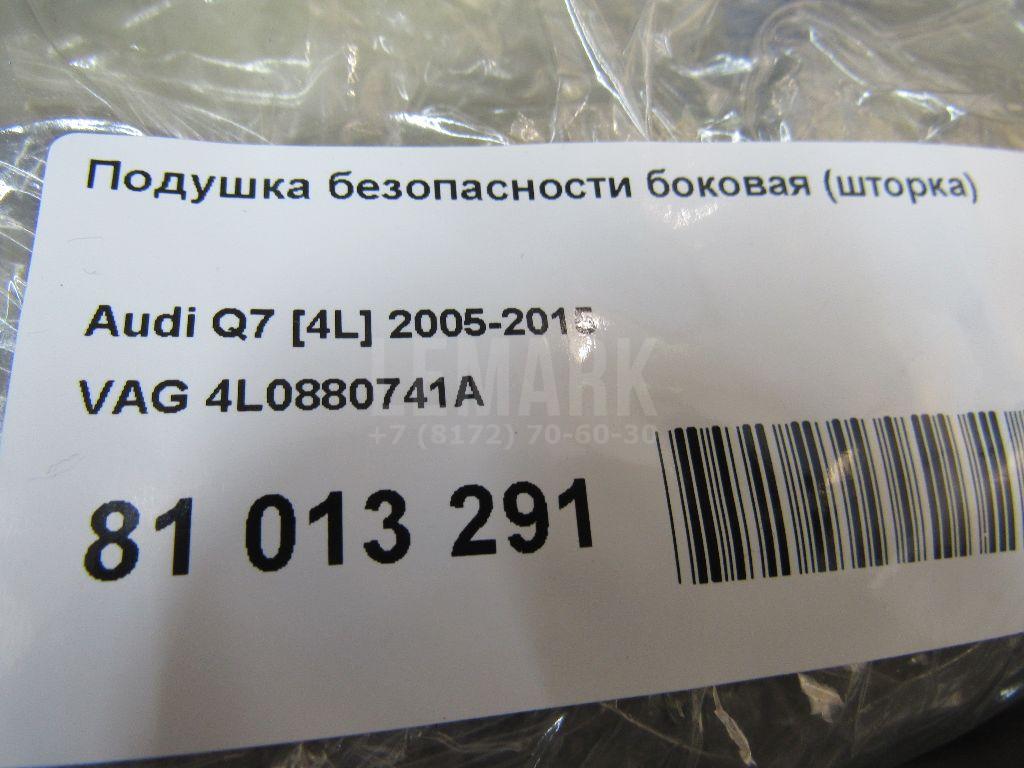 Подушка безопасности боковая (шторка)
Audi Q7 [4L] 2005-2015
LEMARK
VAG 4L0880741A
+7 (8172) 70-60-30
81 013 291